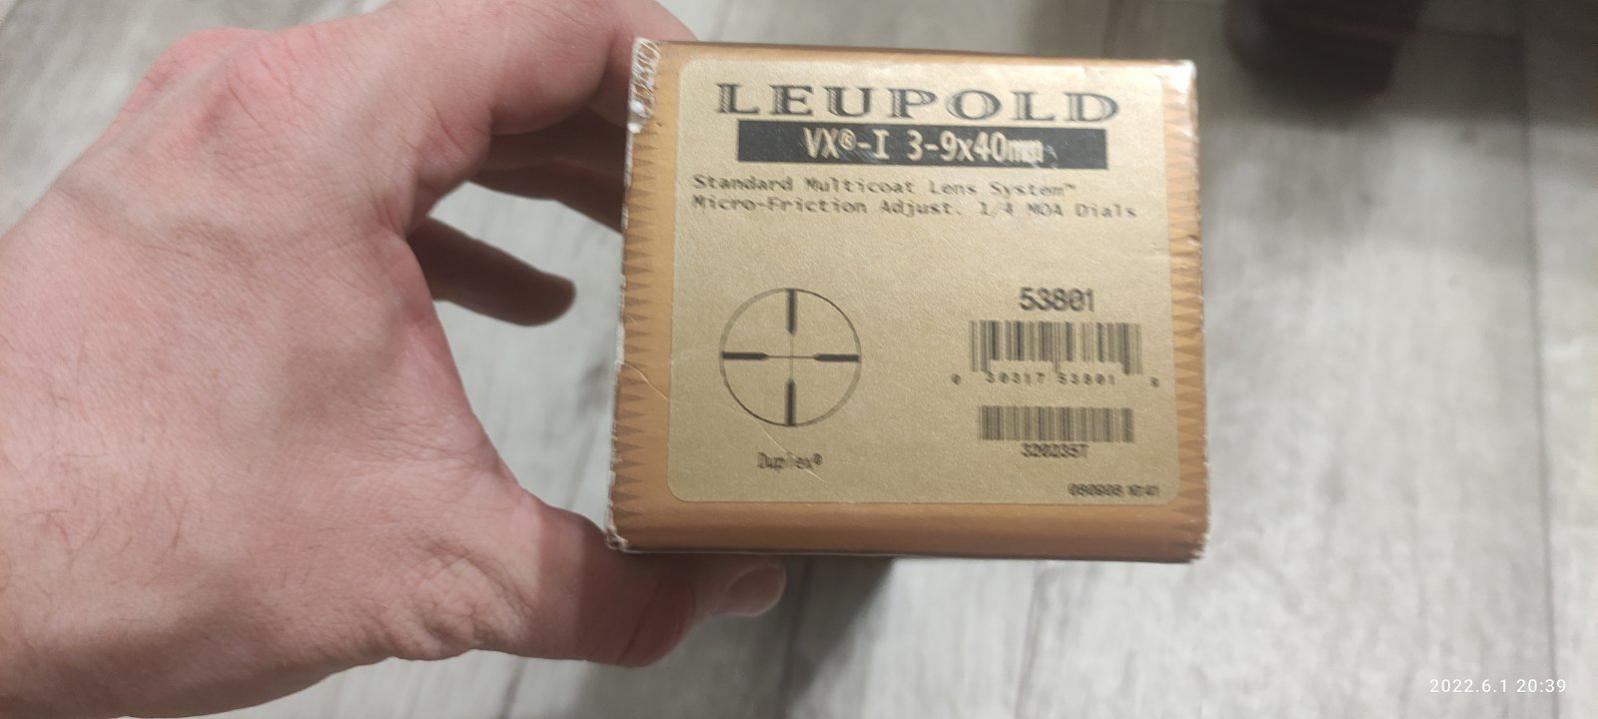 LEUPOLD
VX®-I 3-9x40mm
Standard Multicoat Lens System™
Micro-Friction Adjust. 1/4 MOA Dials
53801
0 30317 53801 8
320235T
Duplex®
2022.6.1 20:39